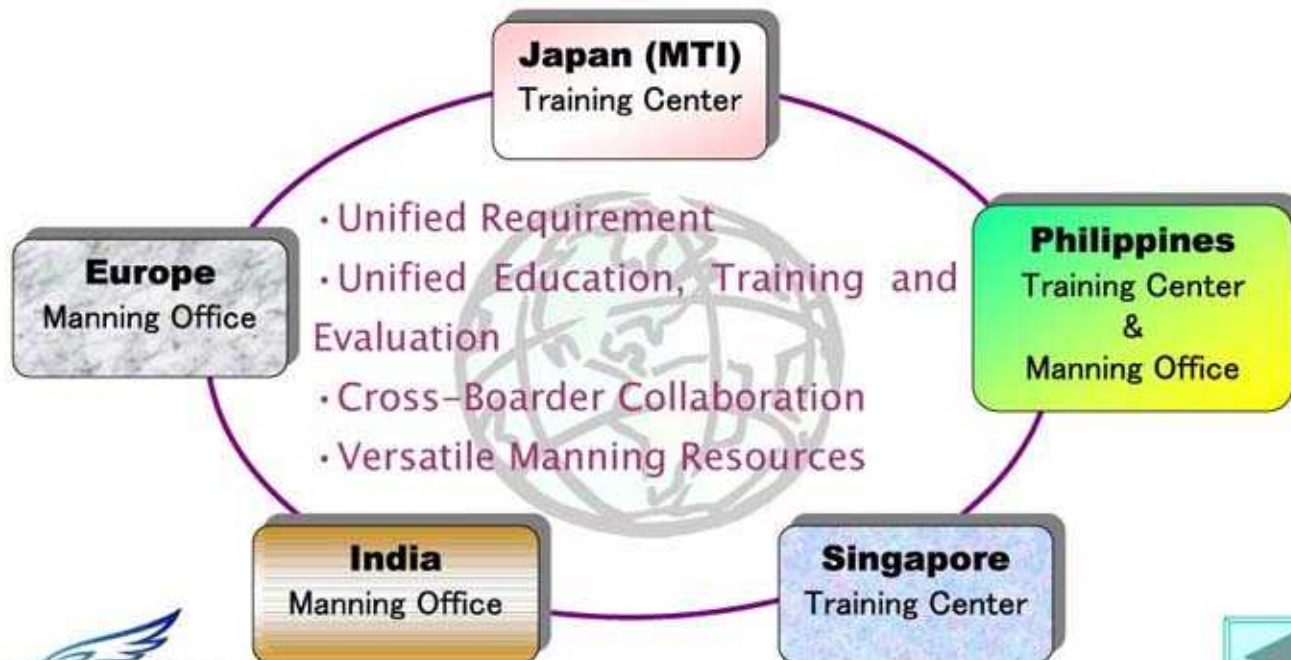 Japan (MTI)
Training Center
Europe
Manning Office
・Unified Requirement
・Unified Education, Training and
Evaluation
・Cross-Boarder Collaboration
・Versatile Manning Resources
Philippines
Training Center
&
Manning Office
India
Manning Office
Singapore
Training Center